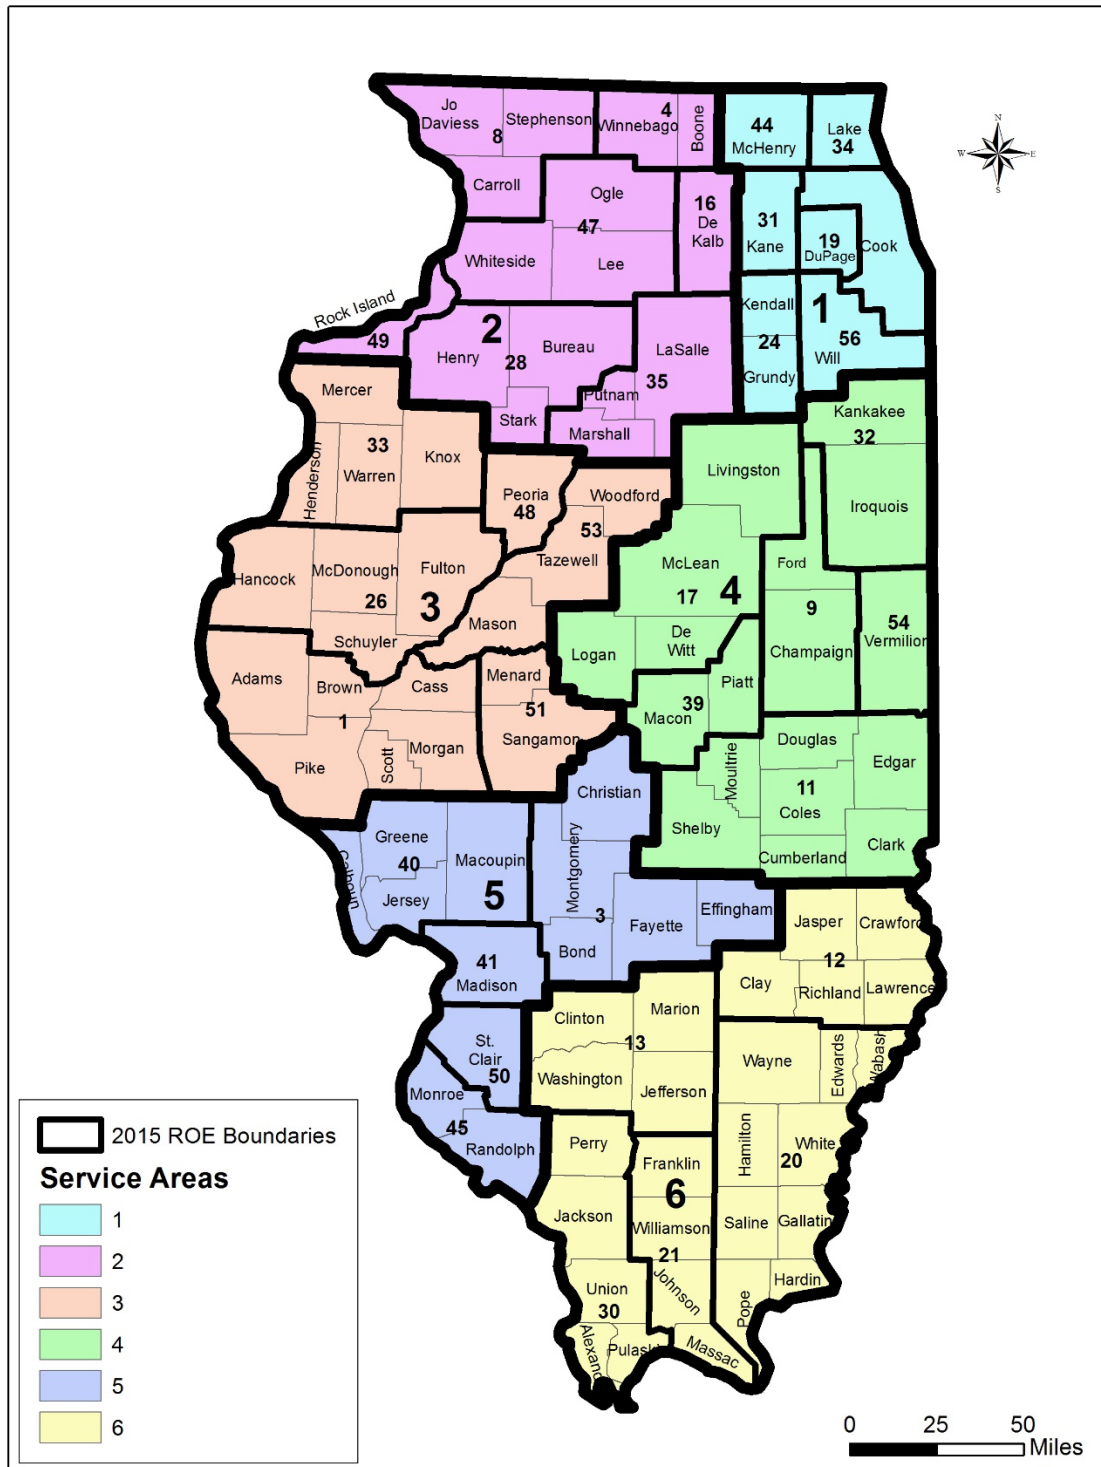 N
W E
S
Jo
Daviess
8
Stephenson
4
Winnebago
Boone
44
McHenry
Lake
34
Carroll
Ogle
47
16
De
Kalb
31
Kane
19
DuPage
Cook
Whiteside
Lee
Rock Island
49
2
Henry
28
Bureau
LaSalle
35
Kendall
24
Grundy
1
56
Will
Putnam
Stark
Marshall
Mercer
33
Henderson
Warren
Knox
Peoria
48
Woodford
53
Tazewell
Livingston
Kankakee
32
Iroquois
Hancock
McDonough
26
Fulton
3
Schuyler
Mason
McLean
17
4
Ford
9
Champaign
54
Vermilion
Logan
De
Witt
Piatt
39
Macon
Adams
Brown
1
Cass
Menard
51
Sangamon
Pike
Scott
Morgan
Christian
Moultrie
Douglas
11
Coles
Edgar
Shelby
Cumberland
Clark
Calhoun
Greene
40
Jersey
Macoupin
5
Montgomery
3
Bond
Fayette
Effingham
Jasper
Crawford
12
41
Madison
Clay
Richland
Lawrence
Clinton
Marion
13
Washington
Jefferson
St.
Clair
50
Monroe
45
Randolph
Wayne
Edwards
Wabash
Perry
Franklin
6
Hamilton
White
20
Jackson
Williamson
21
Saline
Gallatin
Union
30
Johnson
Pope
Hardin
Alexand
Pulaski
Massac
2015 ROE Boundaries
Service Areas
1
2
3
4
5
6
0 25 50
Miles